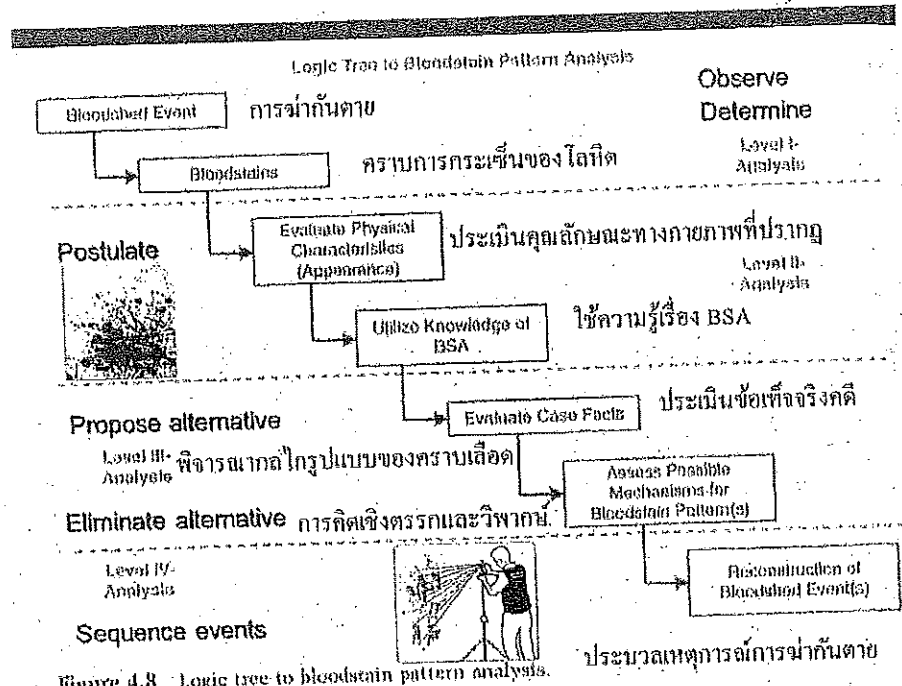 Logic Tree to Bloodstain Pattern Analysis
Observe
Determine
Bloodshed Event
การฆ่ากันตาย
Level I-
Analysis
Bloodstains
คราบการกระเซ็นของโลหิต
Postulate
Evaluate Physical
Characteristics
(Appearance)
ประเมินคุณลักษณะทางกายภาพที่ปรากฏ
Level II-
Analysis
Utilize Knowledge of
BSA
ใช้ความรู้เรื่อง BSA
Propose alternative
Evaluate Case Facts
ประเมินข้อเท็จจริงคดี
Level III-
Analysis
พิจารณากลไกรูปแบบของคราบเลือด
Assess Possible
Mechanisms for
Bloodstain Pattern(s)
Eliminate alternative การคิดเชิงตรรกและวิพากษ์
Level IV-
Analysis
Reconstruction of
Bloodshed Event(s)
Sequence events
ประมวลเหตุการณ์การฆ่ากันตาย
Figure 4.8 Logic tree to bloodstain pattern analysis.